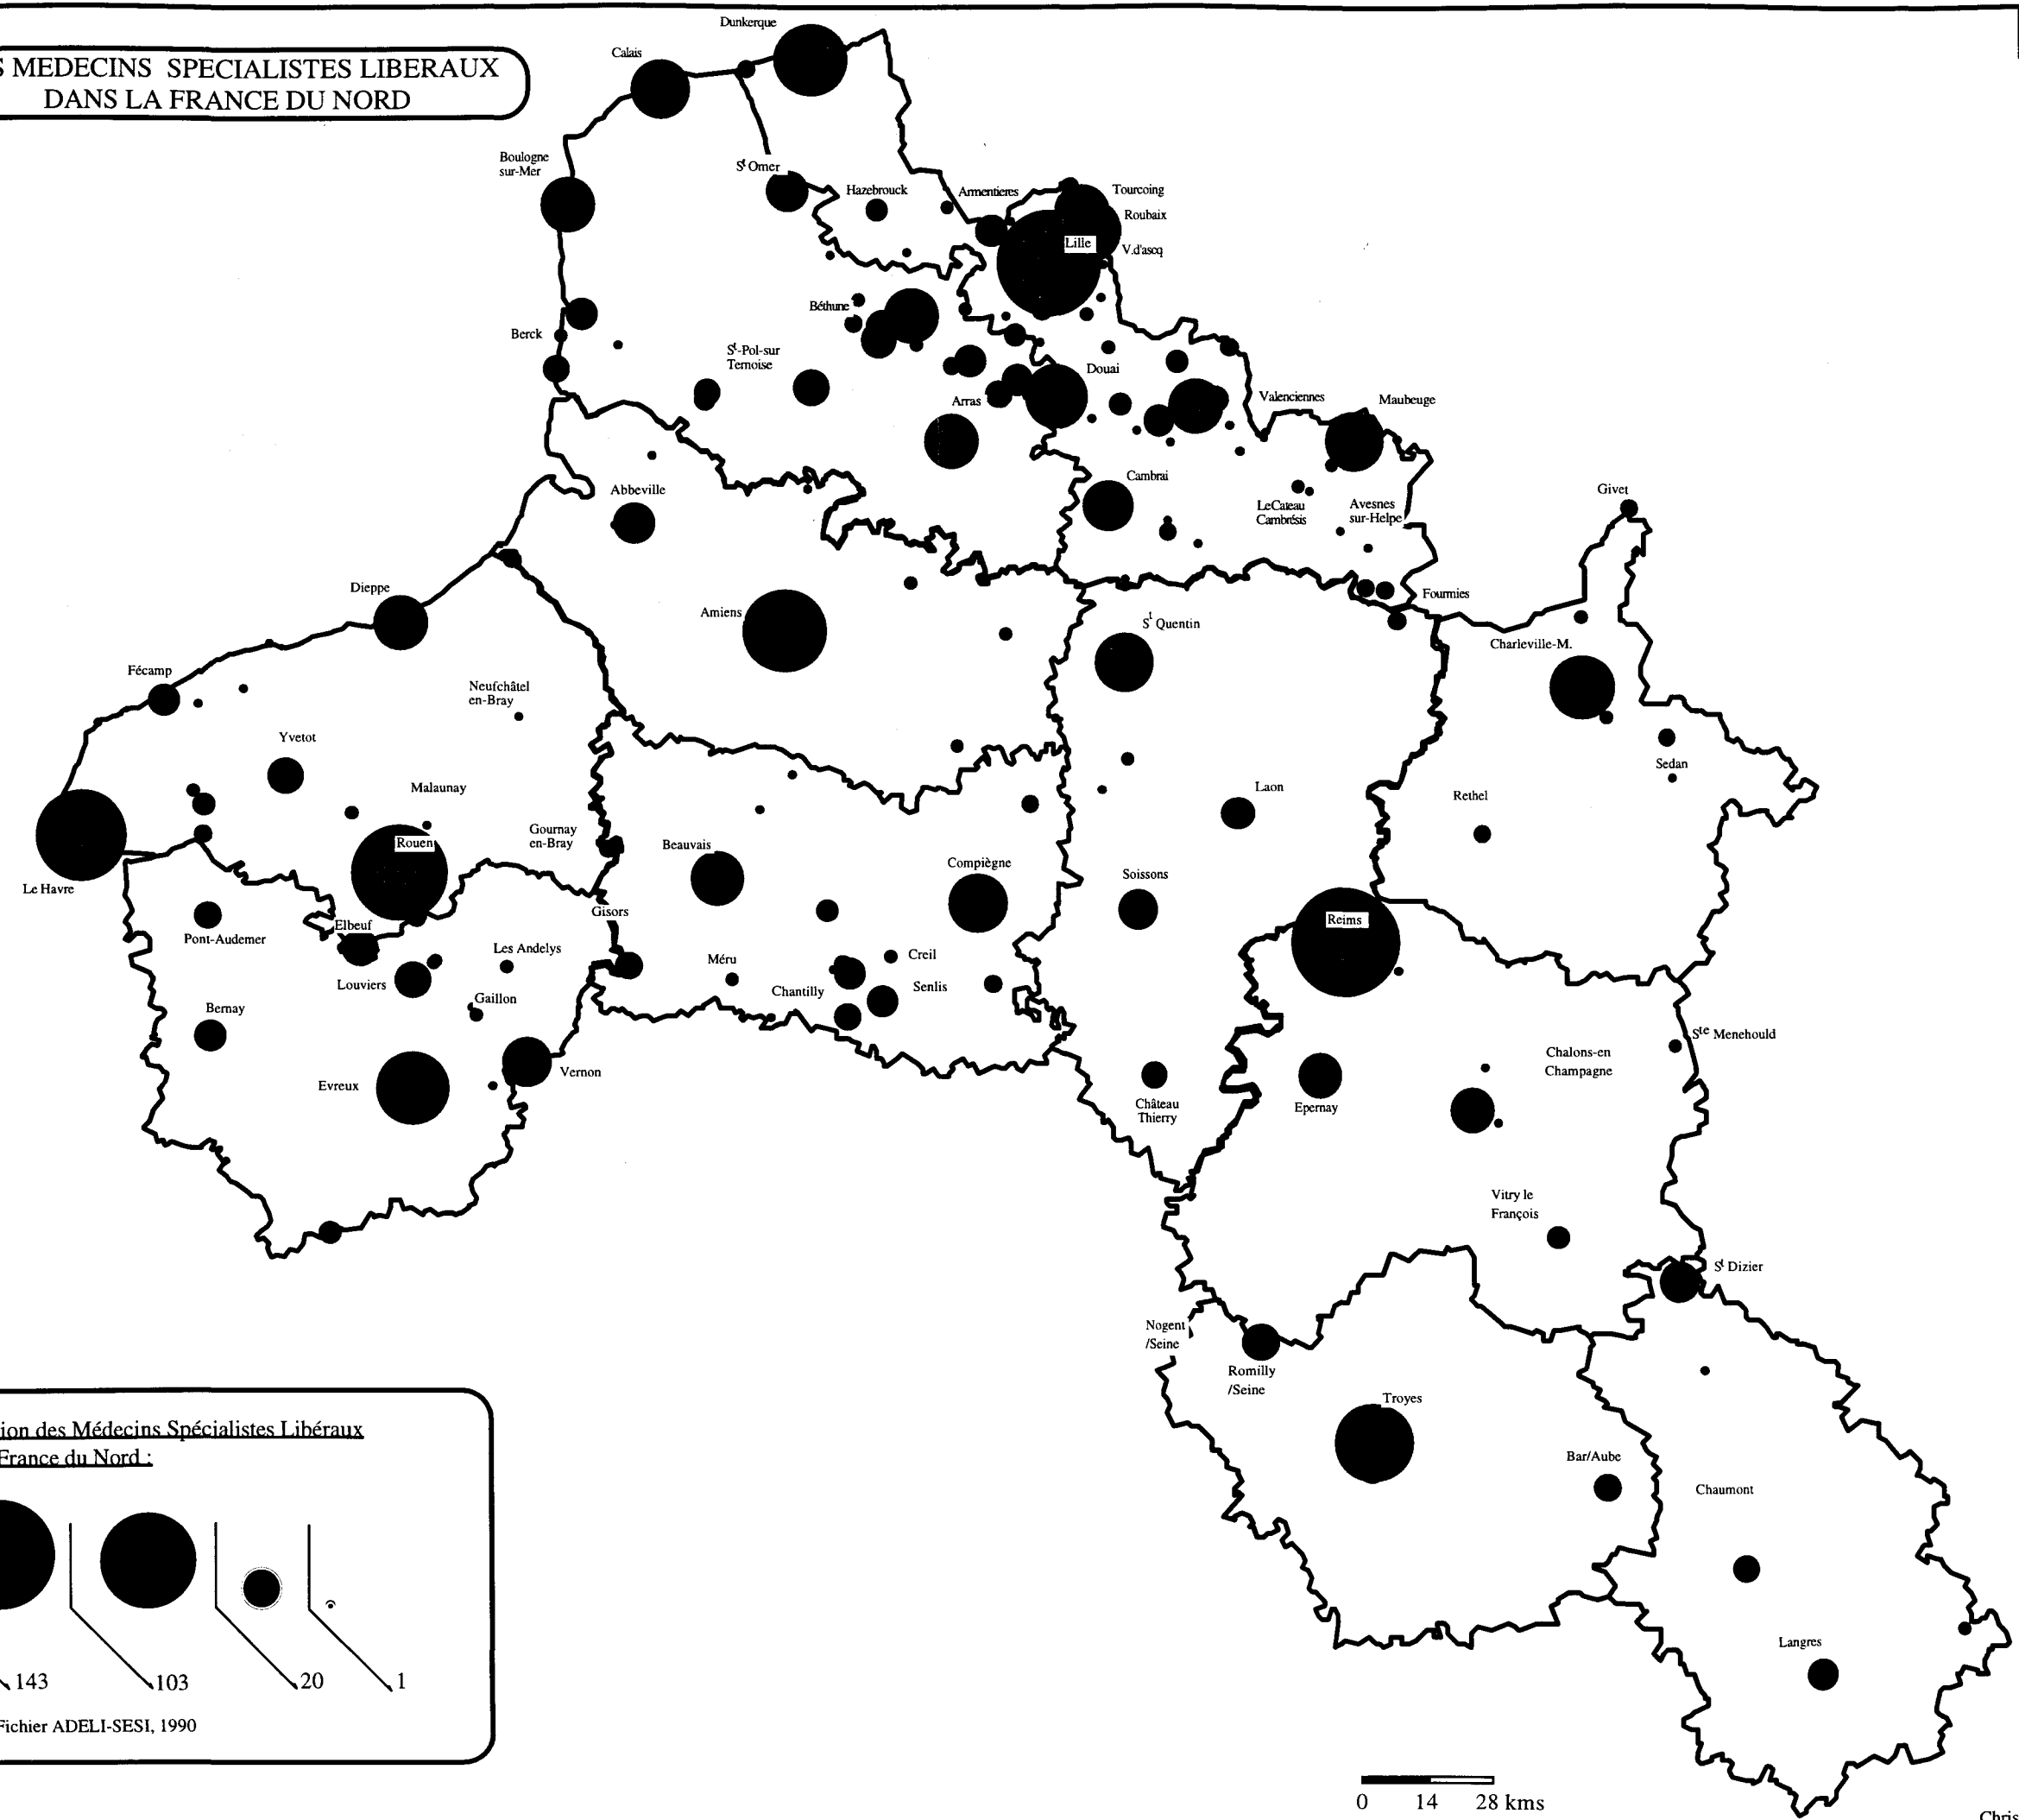 S MEDECINS SPECIALISTES LIBERAUX
DANS LA FRANCE DU NORD
Dunkerque
Calais
Boulogne
sur-Mer
St Omer
Hazebrouck
Armentieres
Tourcoing
Roubaix
Lille
V.d'ascq
Béthune
Berck
St-Pol-sur
Ternoise
Douai
Arras
Valenciennes
Maubeuge
Cambrai
Abbeville
Le Cateau
Cambrésis
Avesnes
sur-Helpe
Givet
Dieppe
Amiens
St Quentin
Fourmies
Charleville-M.
Fécamp
Neufchâtel
en-Bray
Yvetot
Malaunay
Sedan
Laon
Rethel
Gournay
en-Bray
Rouen
Beauvais
Compiègne
Soissons
Le Havre
Gisors
Reims
Elbeuf
Pont-Audemer
Les Andelys
Louviers
Méru
Creil
Senlis
Chantilly
Gaillon
Bernay
Ste Menehould
Chalons-en
Champagne
Vernon
Evreux
Château
Thierry
Epernay
Vitry le
François
St Dizier
Nogent
/Seine
Romilly
/Seine
Troyes
Bar/Aube
Chaumont
Langres
ion des Médecins Spécialistes Libéraux
France du Nord :
143
103
20
1
Fichier ADELI-SESI, 1990
0 14 28 kms
Chris